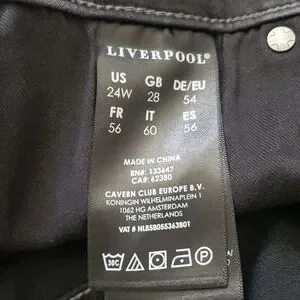 LIVERPOOL®
US GB DE/EU
24W 28 54
FR IT ES
56 60 56
MADE IN CHINA
RN#: 133647
CA#: 62380
CAVERN CLUB EUROPE B.V.
KONINGIN WILHELMINAPLEIN 1
1062 HG AMSTERDAM
THE NETHERLANDS
VAT # NL858055363B01
30C P